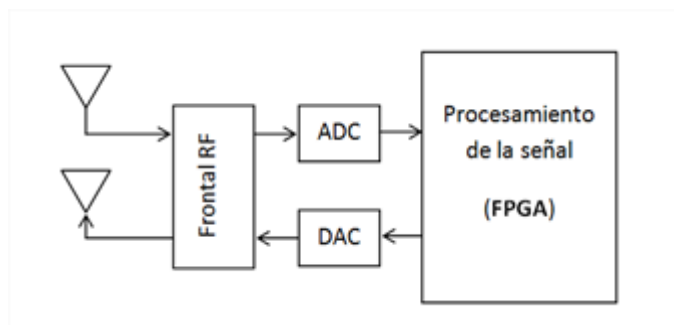 Frontal RF
ADC
DAC
Procesamiento
de la señal
(FPGA)